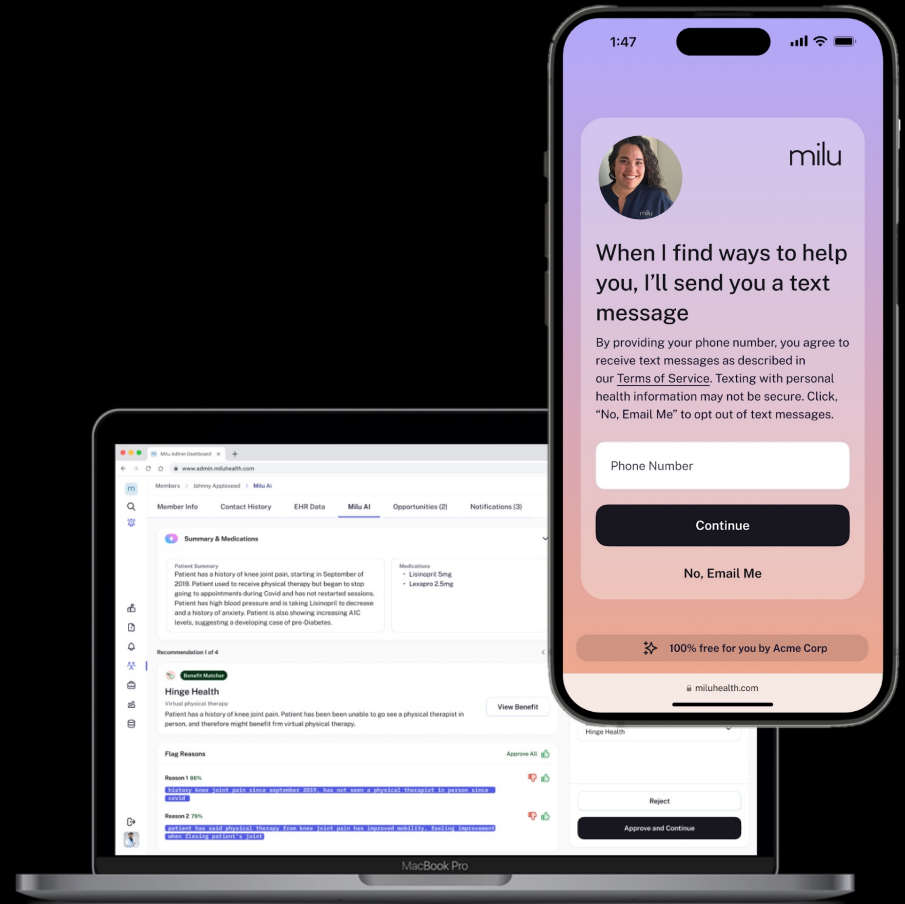 1:47
milu
milu
When I find ways to help
you, I'll send you a text
message
By providing your phone number, you agree to
receive text messages as described in
our Terms of Service. Texting with personal
health information may not be secure. Click,
"No, Email Me" to opt out of text messages.
Phone Number
Continue
No, Email Me
100% free for you by Acme Corp
miluhealth.com
m Milu Admin Dashboard
www.admin.miluhealth.com
m
Members > Johnny Appleseed > Milu Ai
Member Info Contact History EHR Data Milu AI Opportunities (2) Notifications (3)
Summary & Medications
Patient Summary
Patient has a history of knee joint pain, starting in September of
2019. Patient used to receive physical therapy but began to stop
going to appointments during Covid and has not restarted sessions.
Patient has high blood pressure and is taking Lisinopril to decrease
and a history of anxiety. Patient is also showing increasing A1C
levels, suggesting a developing case of pre-Diabetes.
Medications
• Lisinopril 5mg
• Lexapro 2.5mg
Recommendation 1 of 4
Benefit Matcher
Hinge Health
Virtual physical therapy
Patient has a history of knee joint pain. Patient has been been unable to go see a physical therapist in
person, and therefore might benefit frm virtual physical therapy.
View Benefit
Flag Reasons
Approve All
Reason 1 86%
history knee joint pain since september 2019, has not seen a physical therapist in person since
covid
Reason 2 79%
patient has said physical therapy from knee joint pain has improved mobility, feeling improvement
when flexing patient's joint
Hinge Health
Reject
Approve and Continue
MacBook Pro